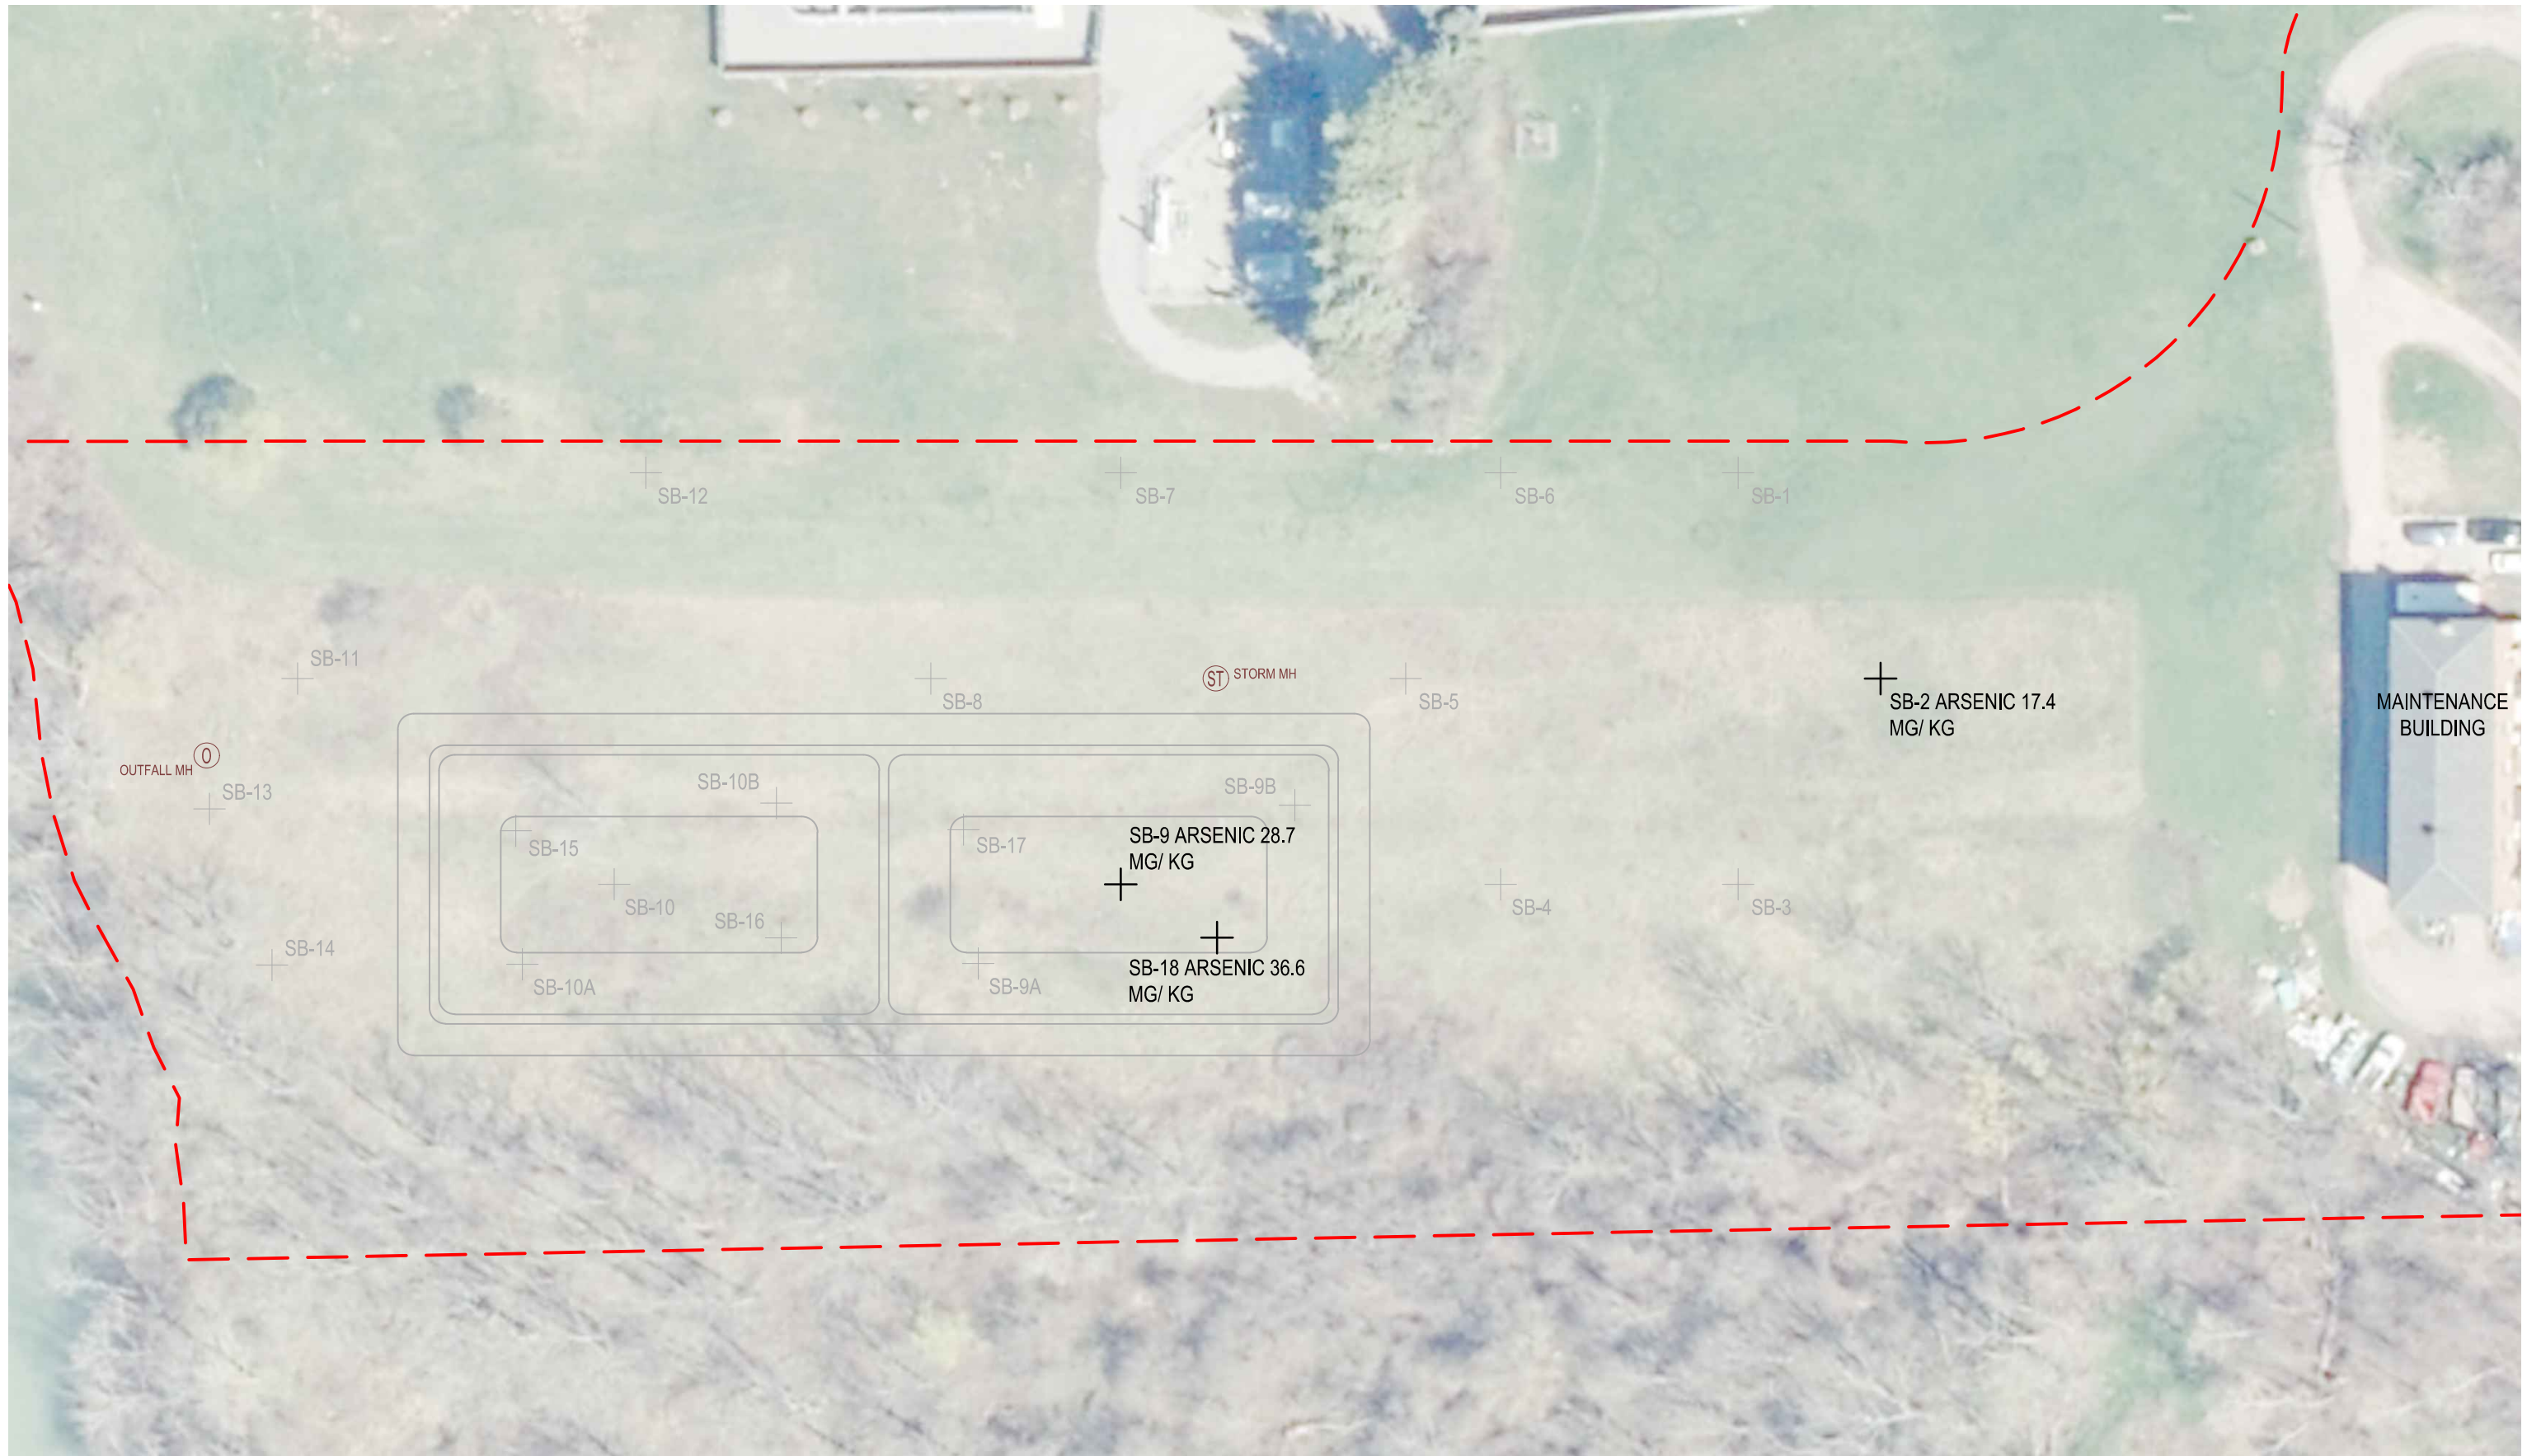 SB-12
SB-7
SB-6
SB-1
SB-11
SB-8
ST STORM MH
SB-5
SB-2 ARSENIC 17.4
MG/ KG
MAINTENANCE
BUILDING
O
OUTFALL MH
SB-13
SB-10B
SB-9B
SB-15
SB-17
SB-9 ARSENIC 28.7
MG/ KG
SB-10
SB-16
SB-4
SB-3
SB-14
SB-10A
SB-9A
SB-18 ARSENIC 36.6
MG/ KG